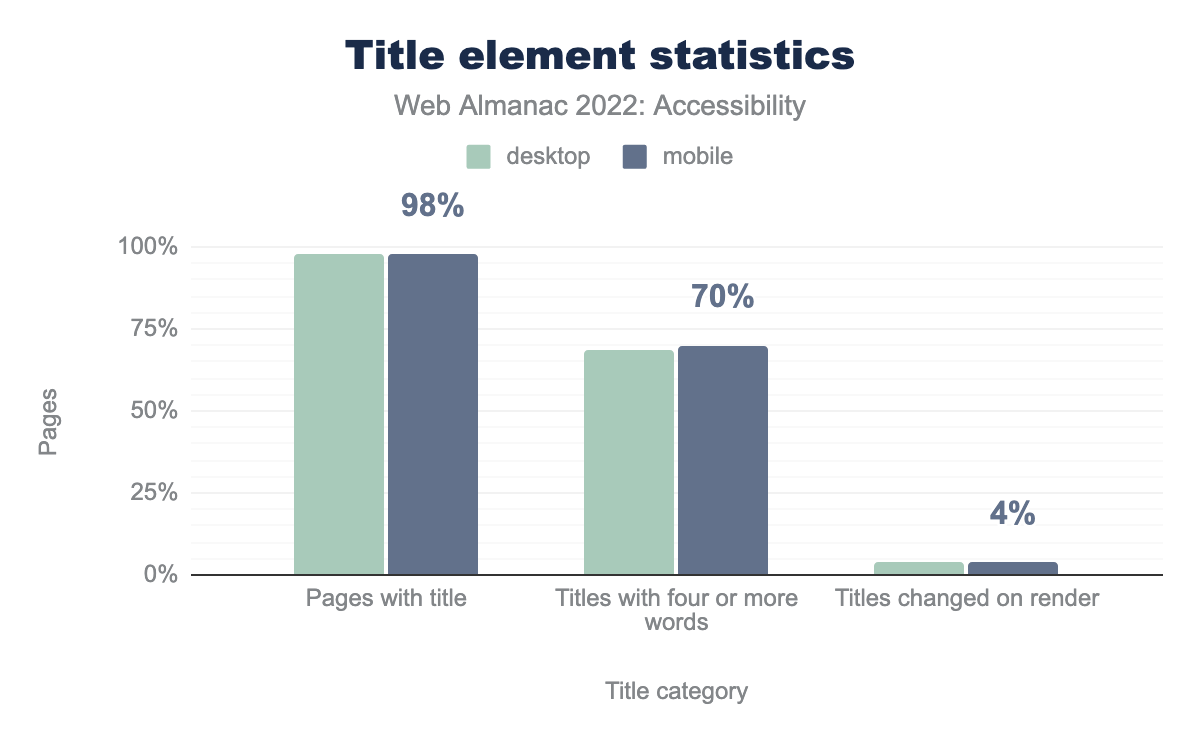 Title element statistics
Web Almanac 2022: Accessibility
desktop mobile
98%
100%
70%
75%
Pages
50%
25%
4%
0%
Pages with title
Titles with four or more
words
Titles changed on render
Title category